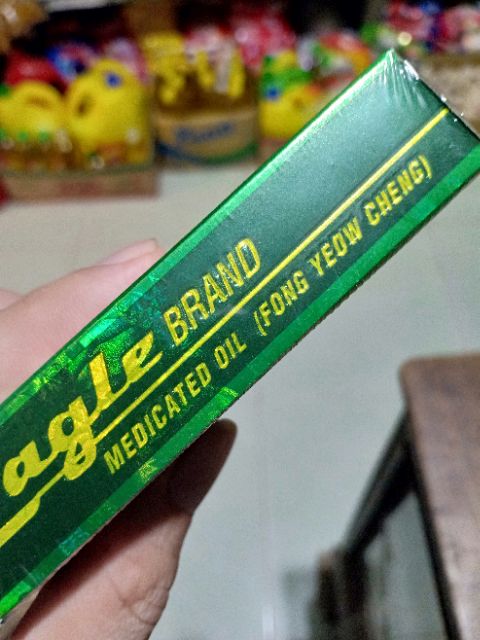 agle BRAND
MEDICATED OIL (FONG YEOW CHENG)